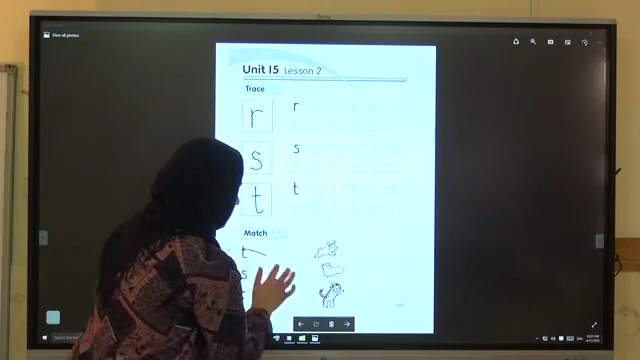 View all photos
Unit 15 Lesson 2
Trace
r r
s s
t t
Match
t
s